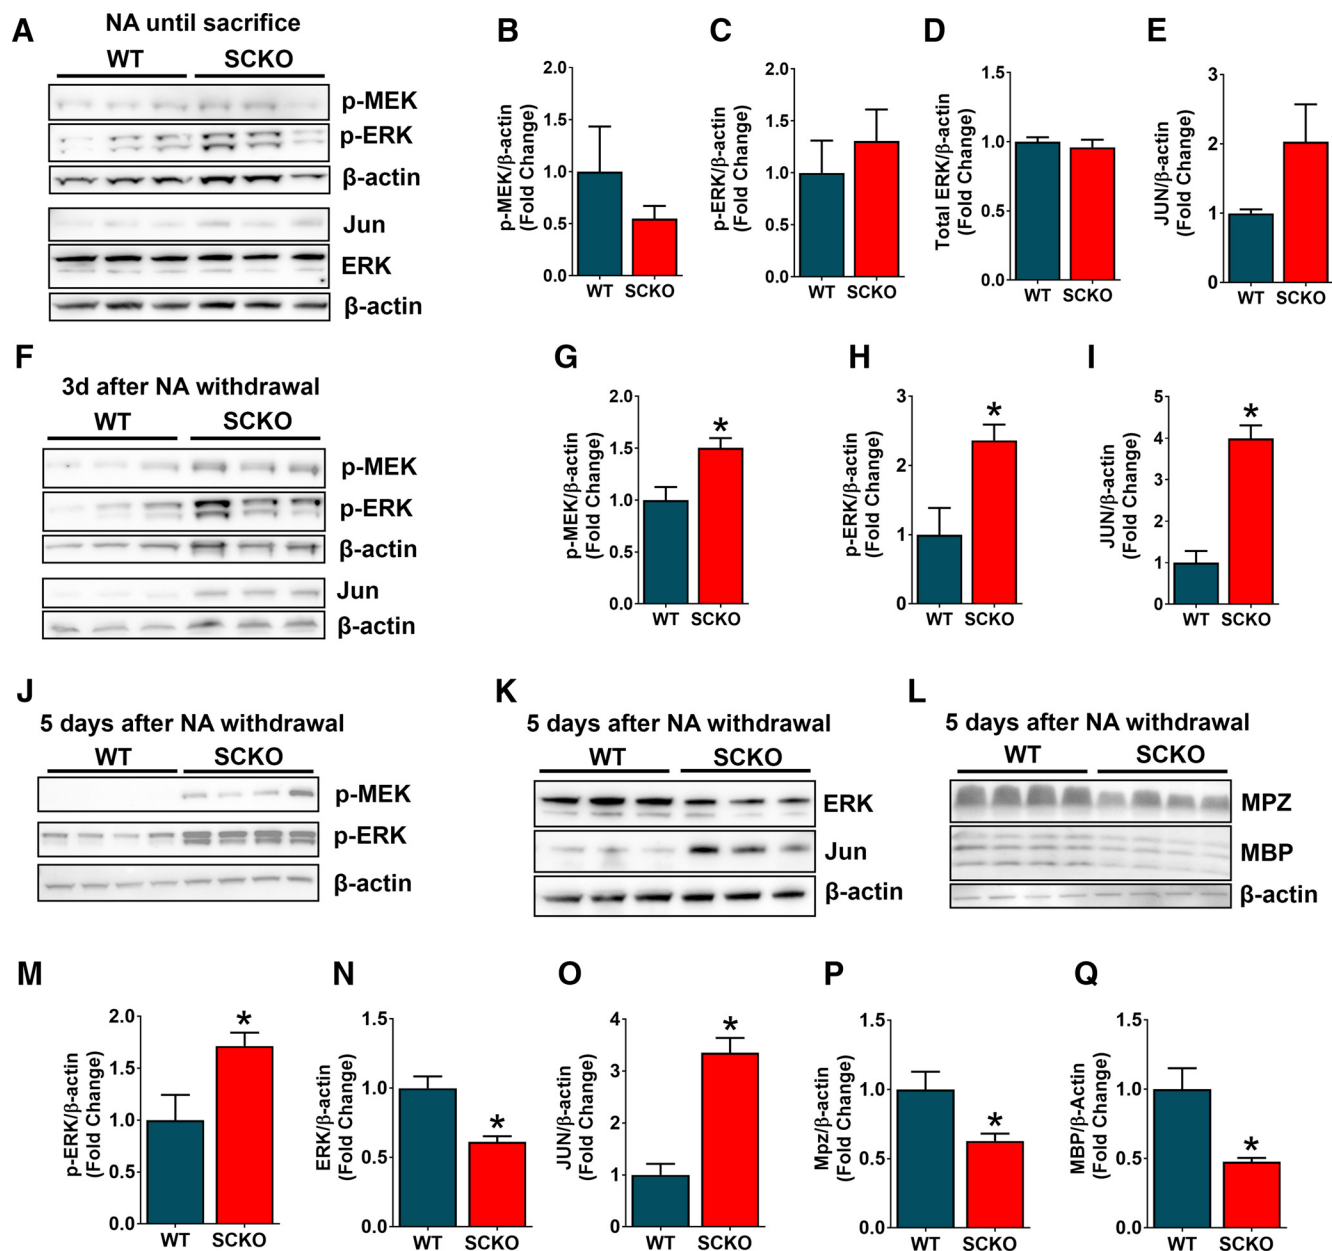 A
NA until sacrifice
WT SCKO
p-MEK
p-ERK
β-actin
Jun
ERK
β-actin
B
p-MEK/β-actin
(Fold Change)
2.0
1.5
1.0
0.5
0.0
WT SCKO
C
p-ERK/β-actin
(Fold Change)
2.0
1.5
1.0
0.5
0.0
WT SCKO
D
Total ERK/β-actin
(Fold Change)
1.5
1.0
0.5
0.0
WT SCKO
E
JUN/β-actin
(Fold Change)
3
2
1
0
WT SCKO
F
3d after NA withdrawal
WT SCKO
p-MEK
p-ERK
β-actin
Jun
β-actin
G
p-MEK/β-actin
(Fold Change)
2.0
1.5
1.0
0.5
0.0
*
WT SCKO
H
p-ERK/β-actin
(Fold Change)
3
2
1
0
*
WT SCKO
I
JUN/β-actin
(Fold Change)
5
4
3
2
1
0
*
WT SCKO
J
5 days after NA withdrawal
WT SCKO
p-MEK
p-ERK
β-actin
K
5 days after NA withdrawal
WT SCKO
ERK
Jun
β-actin
L
5 days after NA withdrawal
WT SCKO
MPZ
MBP
β-actin
M
p-ERK/β-actin
(Fold Change)
2.0
1.5
1.0
0.5
0.0
*
WT SCKO
N
ERK/β-actin
(Fold Change)
1.5
1.0
0.5
0.0
*
WT SCKO
O
JUN/β-actin
(Fold Change)
4
3
2
1
0
*
WT SCKO
P
Mpz/β-actin
(Fold Change)
1.5
1.0
0.5
0.0
*
WT SCKO
Q
MBP/β-Actin
(Fold Change)
1.5
1.0
0.5
0.0
*
WT SCKO